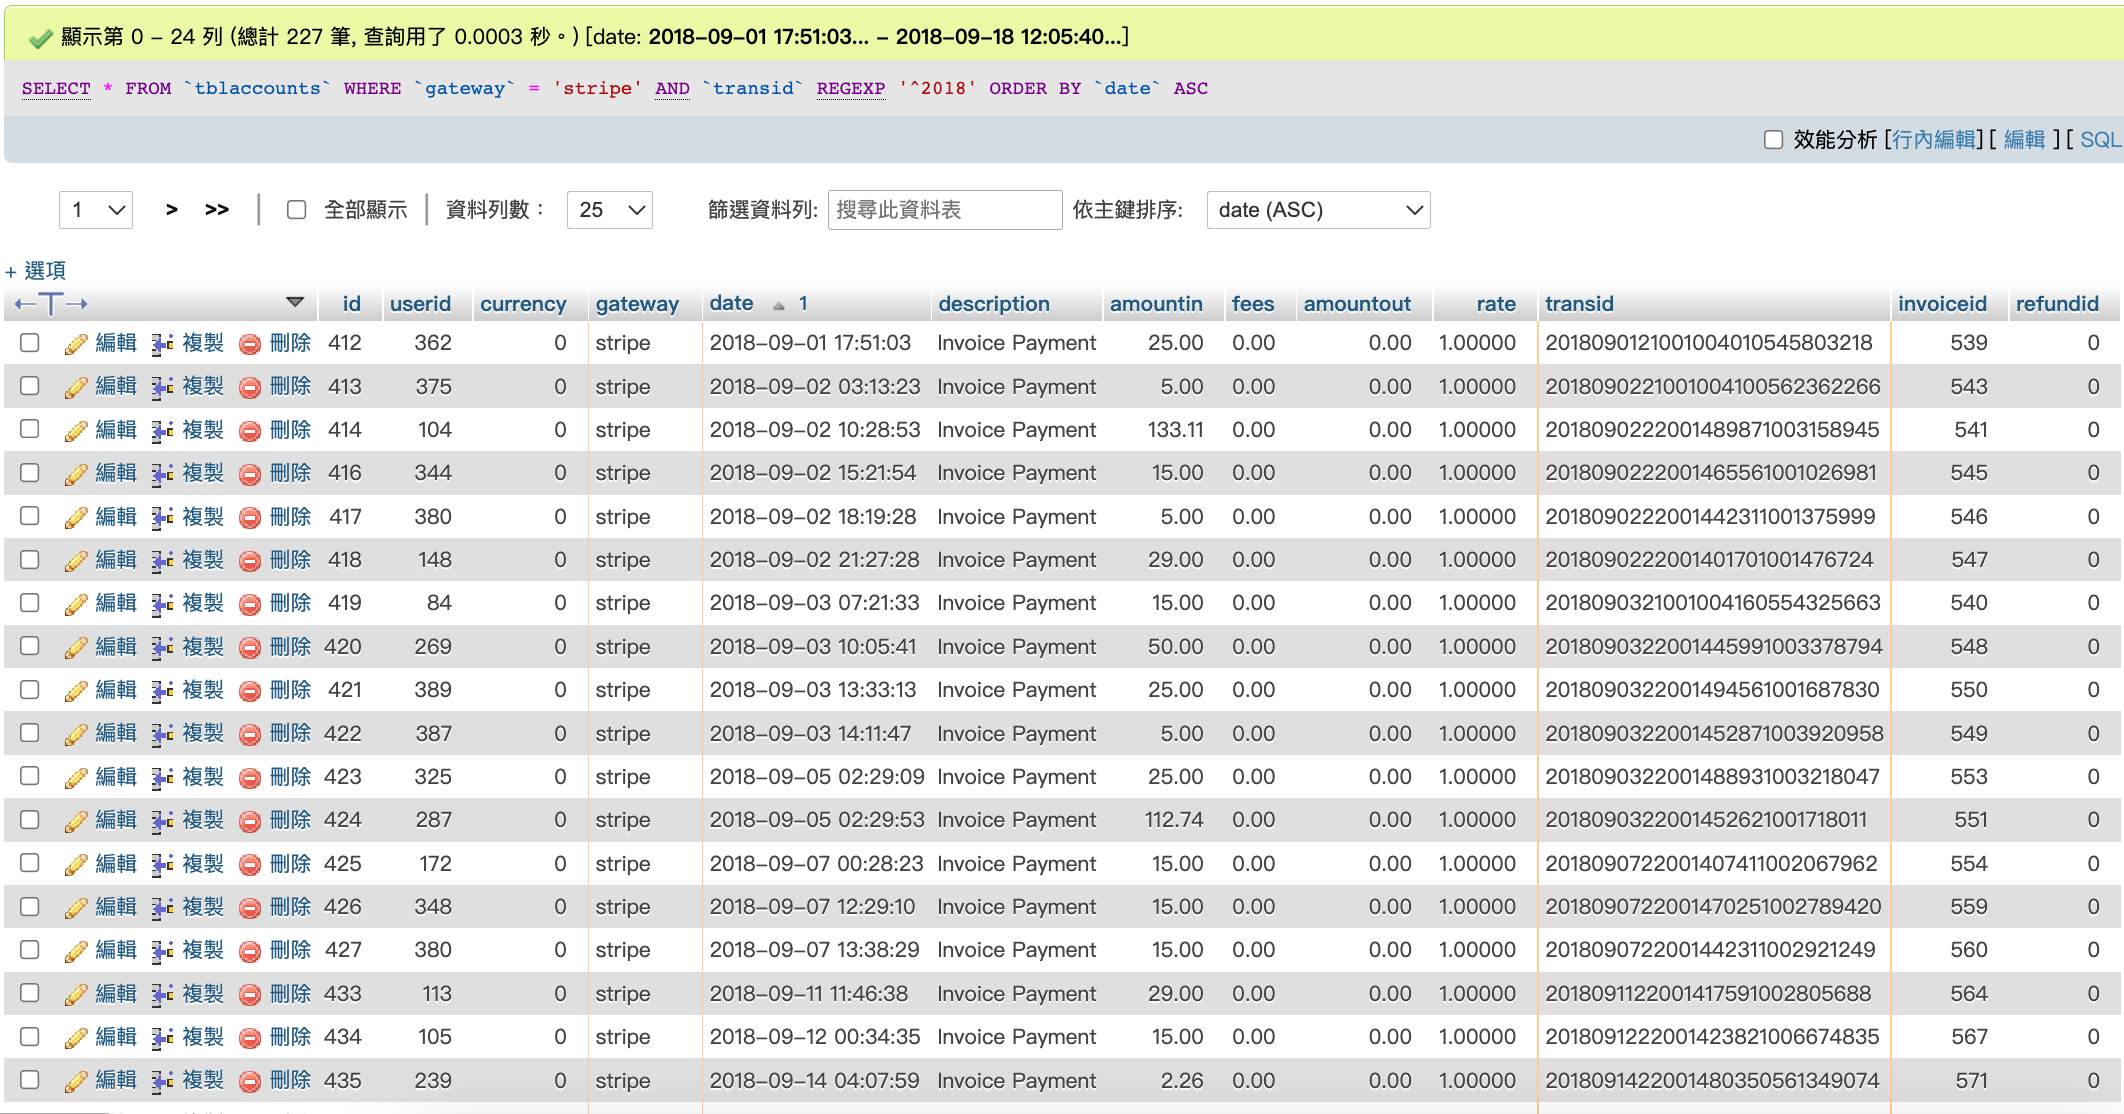 顯示第 0 - 24 列 (總計 227 筆, 查詢用了 0.0003 秒。) [date: 2018-09-01 17:51:03... - 2018-09-18 12:05:40...]
SELECT * FROM `tblaccounts` WHERE `gateway` = 'stripe' AND `transid` REGEXP '^2018' ORDER BY `date` ASC
效能分析 [行內編輯] [ 編輯 ] [ SQL
1 > >> | 全部顯示 | 資料列數： 25 篩選資料列: 搜尋此資料表 依主鍵排序: date (ASC)
+ 選項
←T→ id userid currency gateway date 1 description amountin fees amountout rate transid invoiceid refundid
編輯 複製 刪除 412 362 0 stripe 2018-09-01 17:51:03 Invoice Payment 25.00 0.00 0.00 1.00000 2018090121001004010545803218 539 0
編輯 複製 刪除 413 375 0 stripe 2018-09-02 03:13:23 Invoice Payment 5.00 0.00 0.00 1.00000 2018090221001004100562362266 543 0
編輯 複製 刪除 414 104 0 stripe 2018-09-02 10:28:53 Invoice Payment 133.11 0.00 0.00 1.00000 2018090222001489871003158945 541 0
編輯 複製 刪除 416 344 0 stripe 2018-09-02 15:21:54 Invoice Payment 15.00 0.00 0.00 1.00000 2018090222001465561001026981 545 0
編輯 複製 刪除 417 380 0 stripe 2018-09-02 18:19:28 Invoice Payment 5.00 0.00 0.00 1.00000 2018090222001442311001375999 546 0
編輯 複製 刪除 418 148 0 stripe 2018-09-02 21:27:28 Invoice Payment 29.00 0.00 0.00 1.00000 2018090222001401701001476724 547 0
編輯 複製 刪除 419 84 0 stripe 2018-09-03 07:21:33 Invoice Payment 15.00 0.00 0.00 1.00000 2018090321001004160554325663 540 0
編輯 複製 刪除 420 269 0 stripe 2018-09-03 10:05:41 Invoice Payment 50.00 0.00 0.00 1.00000 2018090322001445991003378794 548 0
編輯 複製 刪除 421 389 0 stripe 2018-09-03 13:33:13 Invoice Payment 25.00 0.00 0.00 1.00000 2018090322001494561001687830 550 0
編輯 複製 刪除 422 387 0 stripe 2018-09-03 14:11:47 Invoice Payment 5.00 0.00 0.00 1.00000 2018090322001452871003920958 549 0
編輯 複製 刪除 423 325 0 stripe 2018-09-05 02:29:09 Invoice Payment 25.00 0.00 0.00 1.00000 2018090322001488931003218047 553 0
編輯 複製 刪除 424 287 0 stripe 2018-09-05 02:29:53 Invoice Payment 112.74 0.00 0.00 1.00000 2018090322001452621001718011 551 0
編輯 複製 刪除 425 172 0 stripe 2018-09-07 00:28:23 Invoice Payment 15.00 0.00 0.00 1.00000 2018090722001407411002067962 554 0
編輯 複製 刪除 426 348 0 stripe 2018-09-07 12:29:10 Invoice Payment 15.00 0.00 0.00 1.00000 2018090722001470251002789420 559 0
編輯 複製 刪除 427 380 0 stripe 2018-09-07 13:38:29 Invoice Payment 15.00 0.00 0.00 1.00000 2018090722001442311002921249 560 0
編輯 複製 刪除 433 113 0 stripe 2018-09-11 11:46:38 Invoice Payment 29.00 0.00 0.00 1.00000 2018091122001417591002805688 564 0
編輯 複製 刪除 434 105 0 stripe 2018-09-12 00:34:35 Invoice Payment 15.00 0.00 0.00 1.00000 2018091222001423821006674835 567 0
編輯 複製 刪除 435 239 0 stripe 2018-09-14 04:07:59 Invoice Payment 2.26 0.00 0.00 1.00000 2018091422001480350561349074 571 0